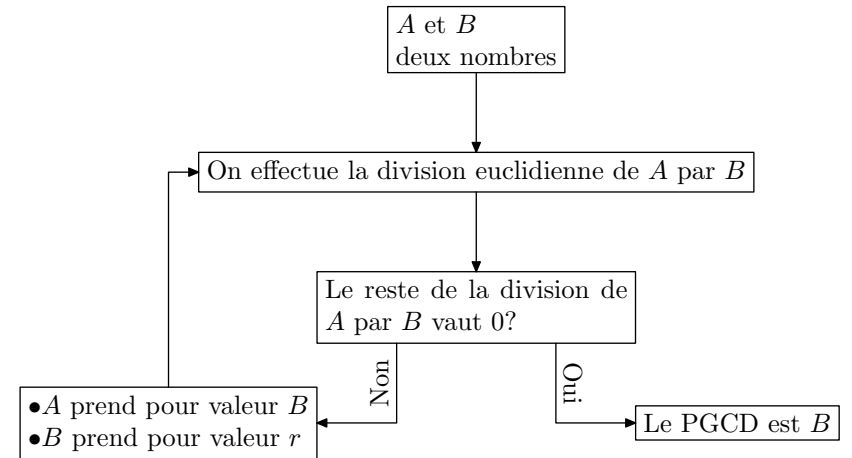 A et B
deux nombres
On effectue la division euclidienne de A par B
Le reste de la division de
A par B vaut 0?
Non
Oui
•A prend pour valeur B
•B prend pour valeur r
Le PGCD est B